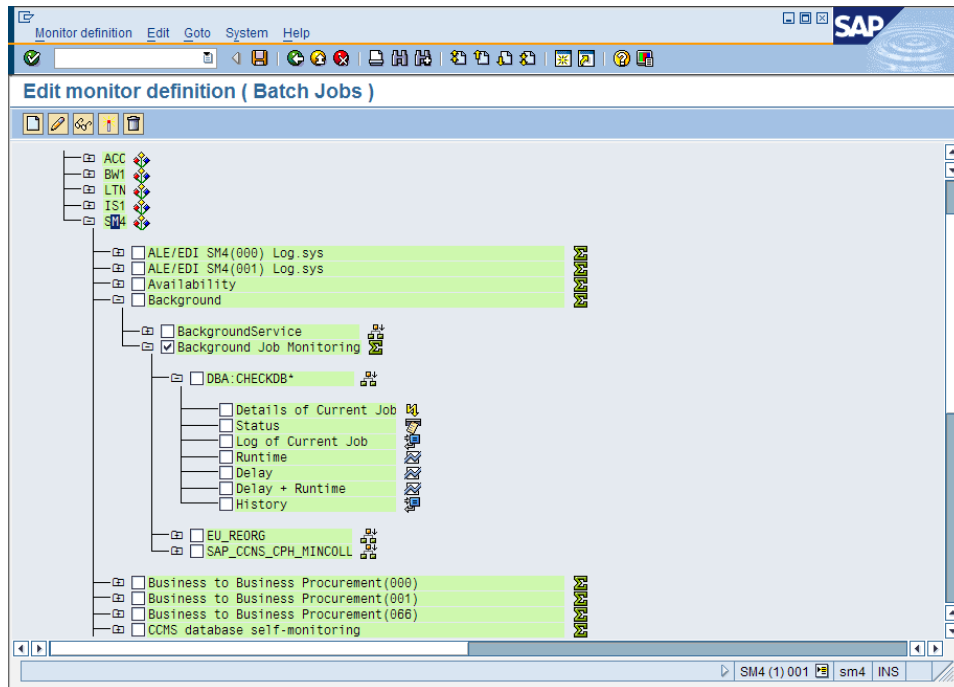 Monitor definition Edit Goto System Help
SAP
Edit monitor definition ( Batch Jobs )
ACC
BW1
LTN
IS1
SM4
ALE/EDI SM4(000) Log.sys
ALE/EDI SM4(001) Log.sys
Availability
Background
BackgroundService
Background Job Monitoring
DBA:CHECKDB*
Details of Current Job
Status
Log of Current Job
Runtime
Delay
Delay + Runtime
History
EU_REORG
SAP_CCNS_CPH_MINCOLL
Business to Business Procurement(000)
Business to Business Procurement(001)
Business to Business Procurement(066)
CCMS database self-monitoring
SM4 (1) 001 sm4 INS